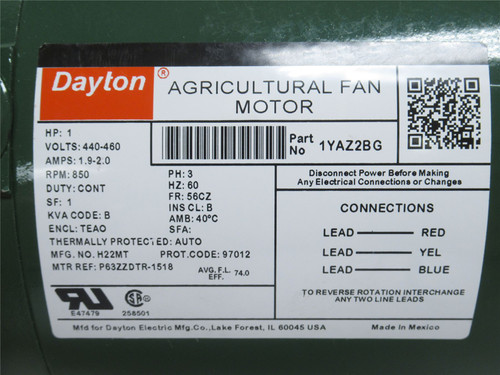 Dayton®
AGRICULTURAL FAN
MOTOR
Part
No 1YAZ2BG
HP: 1
VOLTS: 440-460
AMPS: 1.9-2.0
RPM: 850
DUTY: CONT
SF: 1
KVA CODE: B
ENCL: TEAO
THERMALLY PROTECTED: AUTO
MFG. NO. H22MT
MTR REF: P63ZZDTR-1518
PH: 3
HZ: 60
FR: 56CZ
INS CL: B
AMB: 40°C
SFA:
PROT.CODE: 97012
AVG. F.L. 74.0
EFF.
Disconnect Power Before Making
Any Electrical Connections or Changes
CONNECTIONS
LEAD RED
LEAD YEL
LEAD BLUE
TO REVERSE ROTATION INTERCHANGE
ANY TWO LINE LEADS
E47479
SA
258501
Mfd for Dayton Electric Mfg.Co.,Lake Forest, IL 60045 USA
Made in Mexico